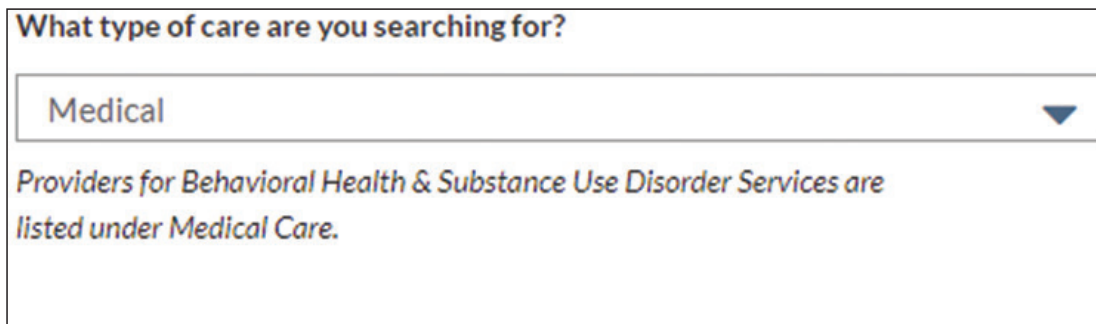 What type of care are you searching for?
Medical
Providers for Behavioral Health & Substance Use Disorder Services are
listed under Medical Care.